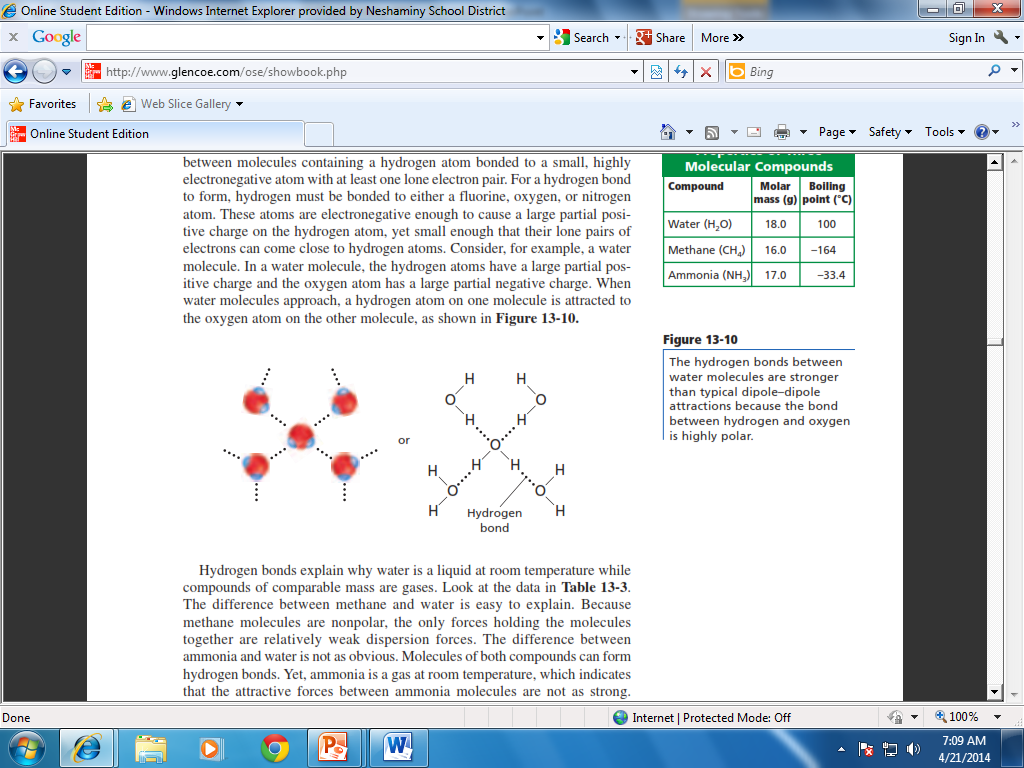 Online Student Edition - Windows Internet Explorer provided by Neshaminy School District
x Google Search Share More » Sign In
http://www.glencoe.com/ose/showbook.php Bing
Favorites Web Slice Gallery
Online Student Edition Page Safety Tools »
between molecules containing a hydrogen atom bonded to a small, highly
electronegative atom with at least one lone electron pair. For a hydrogen bond
to form, hydrogen must be bonded to either a fluorine, oxygen, or nitrogen
atom. These atoms are electronegative enough to cause a large partial posi-
tive charge on the hydrogen atom, yet small enough that their lone pairs of
electrons can come close to hydrogen atoms. Consider, for example, a water
molecule. In a water molecule, the hydrogen atoms have a large partial pos-
itive charge and the oxygen atom has a large partial negative charge. When
water molecules approach, a hydrogen atom on one molecule is attracted to
the oxygen atom on the other molecule, as shown in Figure 13-10.
Molecular Compounds
Compound Molar mass (g) Boiling point (°C)
Water (H₂O) 18.0 100
Methane (CH₄) 16.0 −164
Ammonia (NH₃) 17.0 −33.4
Figure 13-10
The hydrogen bonds between
water molecules are stronger
than typical dipole–dipole
attractions because the bond
between hydrogen and oxygen
is highly polar.
or
H H
O O
H H
O
H H H H
O O
H H
Hydrogen
bond
Hydrogen bonds explain why water is a liquid at room temperature while
compounds of comparable mass are gases. Look at the data in Table 13-3.
The difference between methane and water is easy to explain. Because
methane molecules are nonpolar, the only forces holding the molecules
together are relatively weak dispersion forces. The difference between
ammonia and water is not as obvious. Molecules of both compounds can form
hydrogen bonds. Yet, ammonia is a gas at room temperature, which indicates
that the attractive forces between ammonia molecules are not as strong.
Done Internet | Protected Mode: Off 100%
7:09 AM
4/21/2014